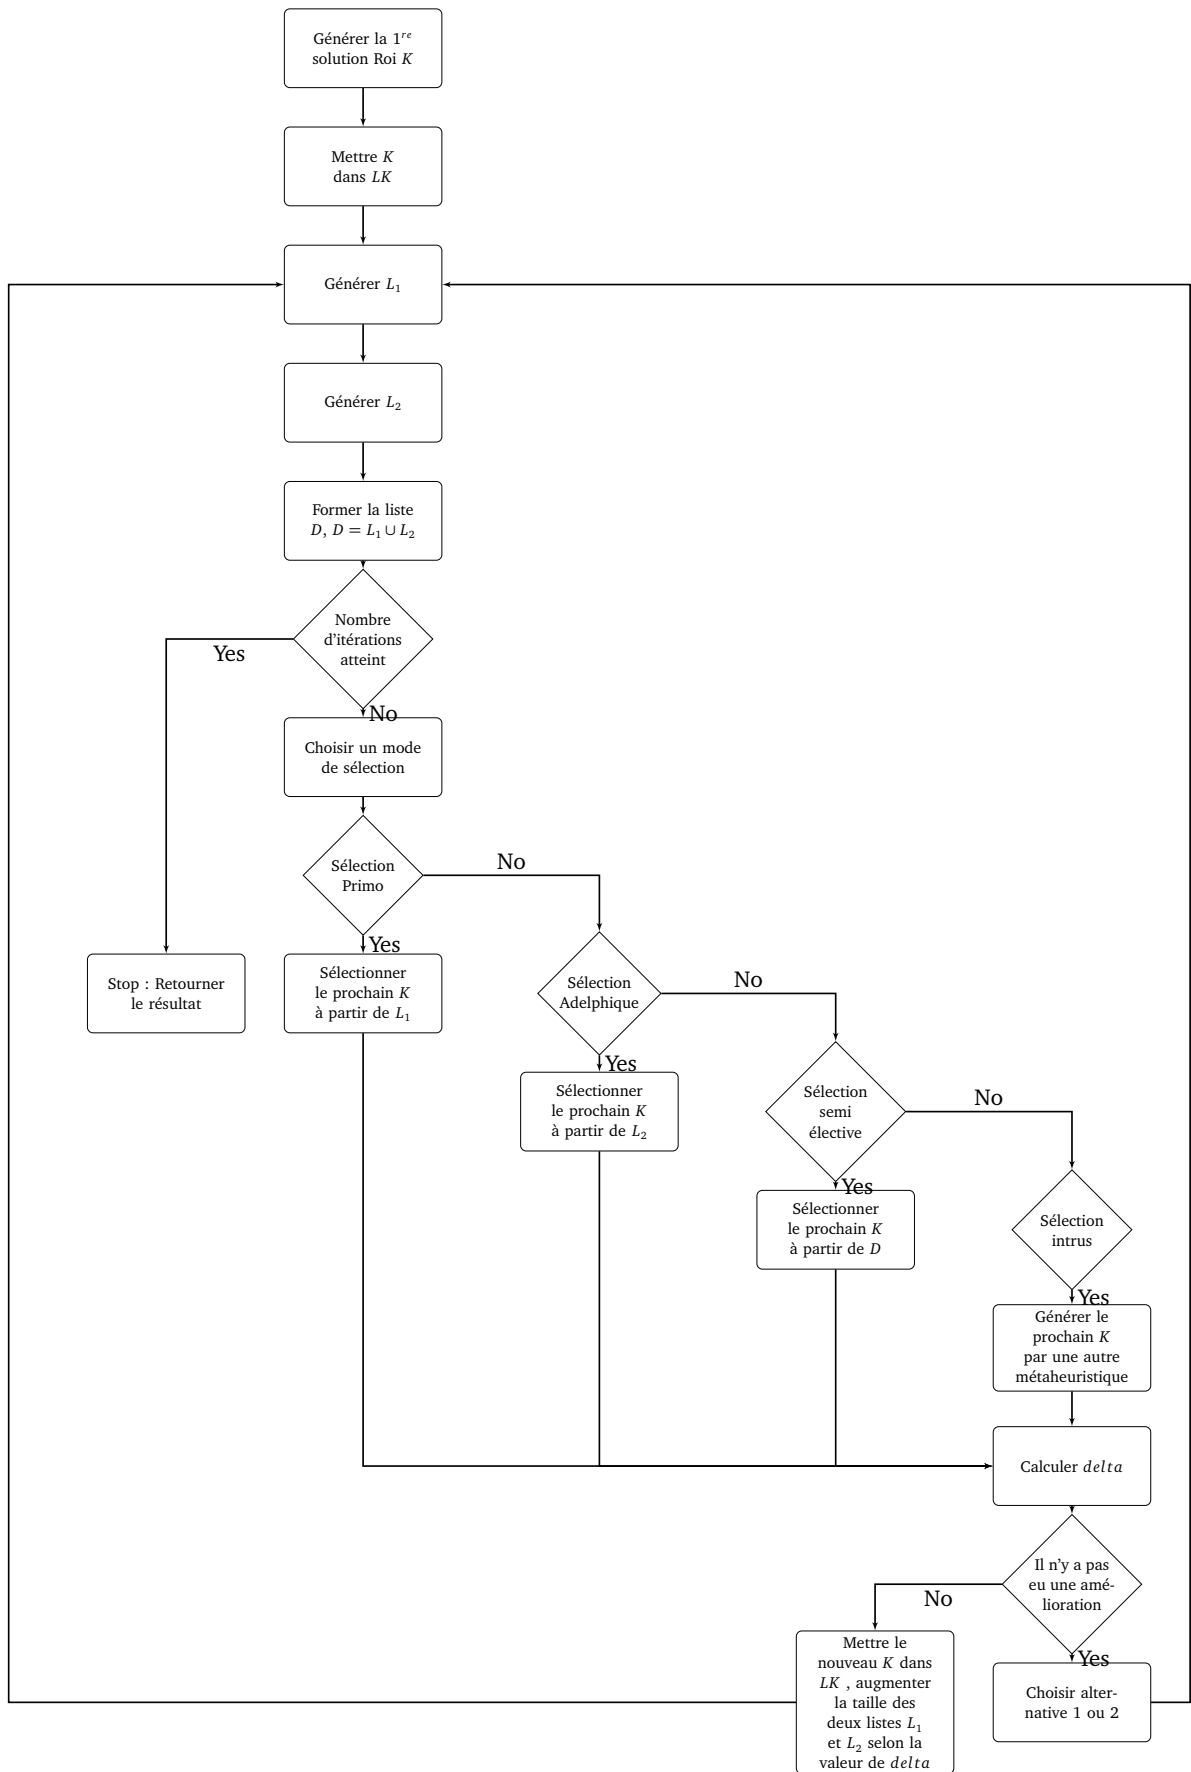 Générer la 1re
solution Roi K
Mettre K
dans LK
Générer L1
Générer L2
Former la liste
D, D = L1 ∪ L2
Nombre
d'itérations
atteint
Yes
No
Choisir un mode
de sélection
Sélection
Primo
No
Yes
Stop : Retourner
le résultat
Sélectionner
le prochain K
à partir de L1
Sélection
Adelphique
No
Yes
Sélectionner
le prochain K
à partir de L2
Sélection
semi
élective
No
Yes
Sélectionner
le prochain K
à partir de D
Sélection
intrus
Yes
Générer le
prochain K
par une autre
métaheuristique
Calculer delta
Il n'y a pas
eu une amé-
lioration
No
Yes
Mettre le
nouveau K dans
LK , augmenter
la taille des
deux listes L1
et L2 selon la
valeur de delta
Choisir alter-
native 1 ou 2